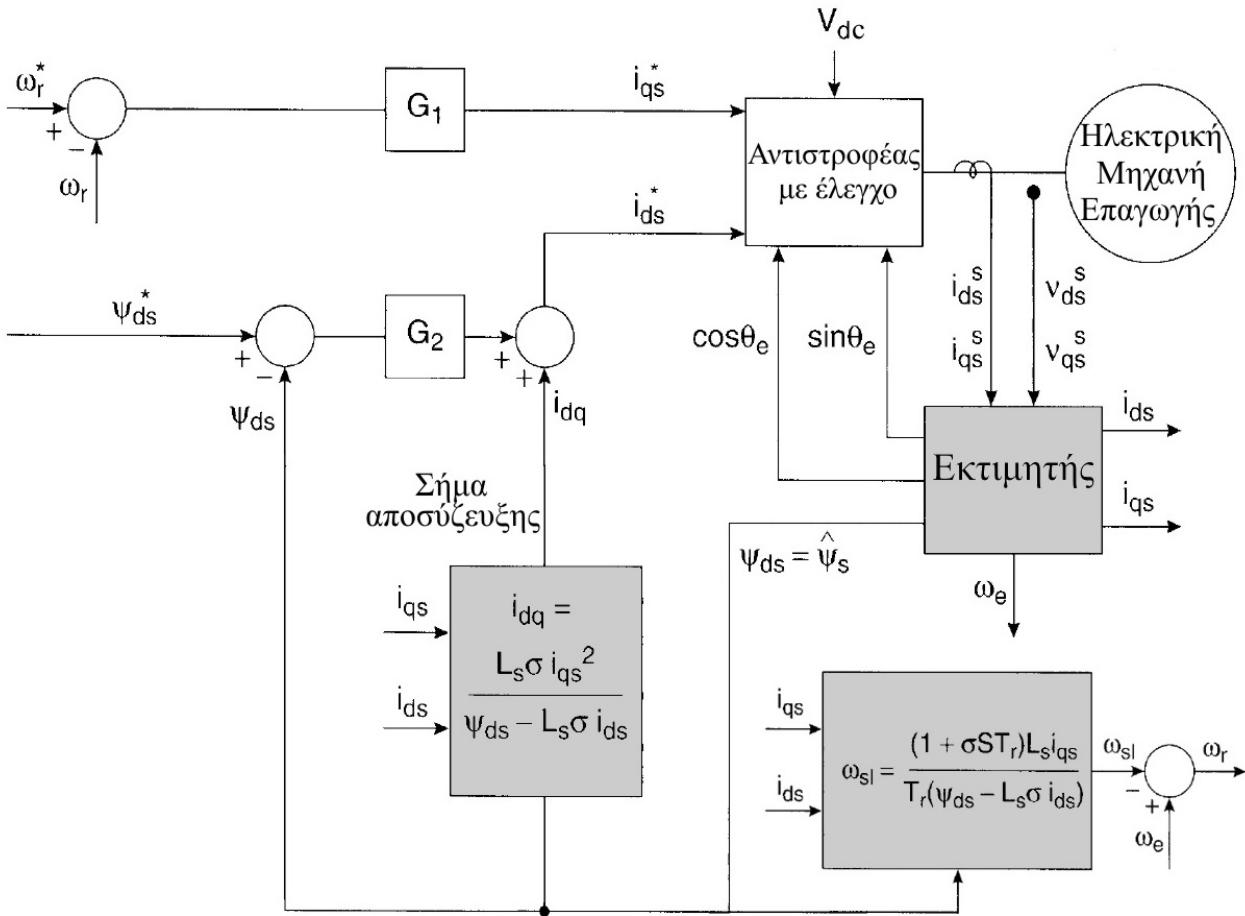 V_dc
ω_r^*
+
−
ω_r
G_1
i_qs^*
Αντιστροφέας
με έλεγχο
Ηλεκτρική
Μηχανή
Επαγωγής
i_ds^*
i_ds^s
i_qs^s
ν_ds^s
ν_qs^s
ψ_ds^*
+
−
ψ_ds
G_2
+
+
i_dq
cosθ_e
sinθ_e
Εκτιμητής
i_ds
i_qs
Σήμα
αποσύζευξης
ψ_ds = ψ̂_s
ω_e
i_qs
i_ds
i_dq =
L_sσ i_qs^2
ψ_ds − L_sσ i_ds
i_qs
i_ds
ω_sl = (1 + σST_r)L_s i_qs / T_r(ψ_ds − L_sσ i_ds)
ω_sl
−
+
ω_r
ω_e